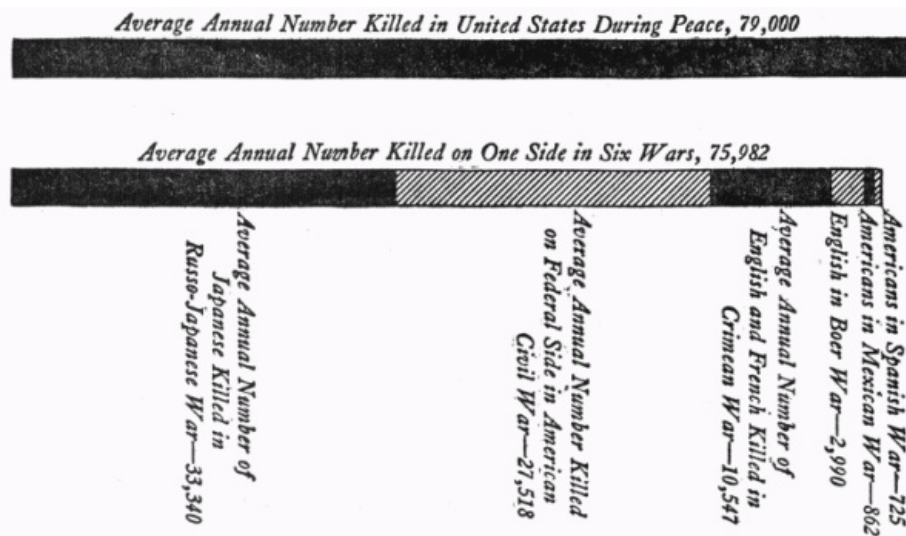 Average Annual Number Killed in United States During Peace, 79,000
Average Annual Number Killed on One Side in Six Wars, 75,982
Average Annual Number of
Japanese Killed in
Russo-Japanese War—33,340
Average Annual Number Killed
on Federal Side in American
Civil War—27,518
Average Annual Number of
English and French Killed in
Crimean War—10,547
English in Boer War—2,990
Americans in Mexican War—862
Americans in Spanish War—725